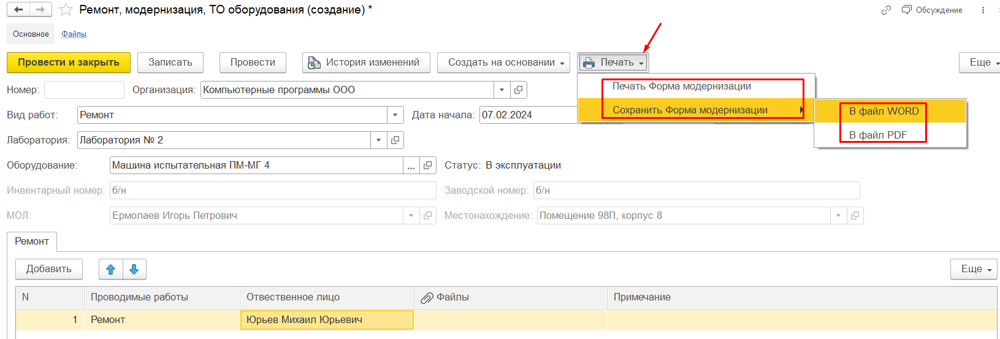 Ремонт, модернизация, ТО оборудования (создание) *
Обсуждение
Основное Файлы
Провести и закрыть Записать Провести История изменений Создать на основании Печать Еще
Номер: Организация: Компьютерные программы ООО
Печать Форма модернизации
Вид работ: Ремонт Дата начала: 07.02.2024
Сохранить Форма модернизации
В файл WORD
В файл PDF
Лаборатория: Лаборатория № 2
Оборудование: Машина испытательная ПМ-МГ 4 ... Статус: В эксплуатации
Инвентарный номер: б/н Заводской номер: б/н
МОЛ: Ермолаев Игорь Петрович Местонахождение: Помещение 98П, корпус 8
Ремонт
Добавить Еще
N Проводимые работы Отвественное лицо Файлы Примечание
1 Ремонт Юрьев Михаил Юрьевич